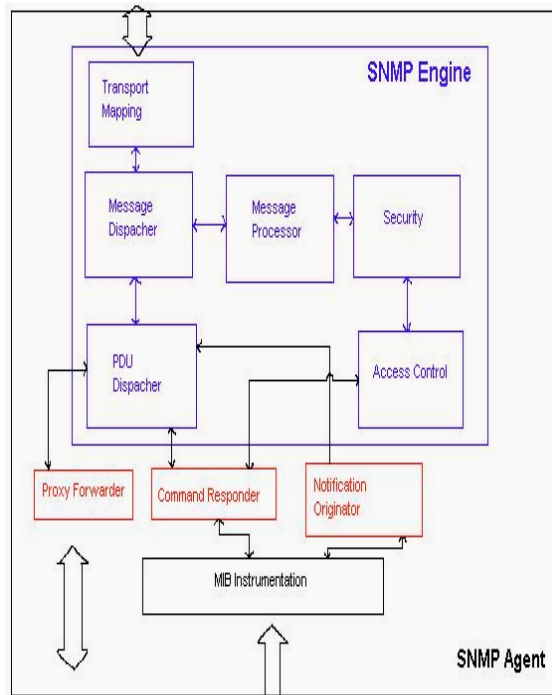 SNMP Engine
Transport
Mapping
Message
Dispacher
Message
Processor
Security
PDU
Dispacher
Access Control
Proxy Forwarder
Command Responder
Notification
Originator
MIB Instrumentation
SNMP Agent